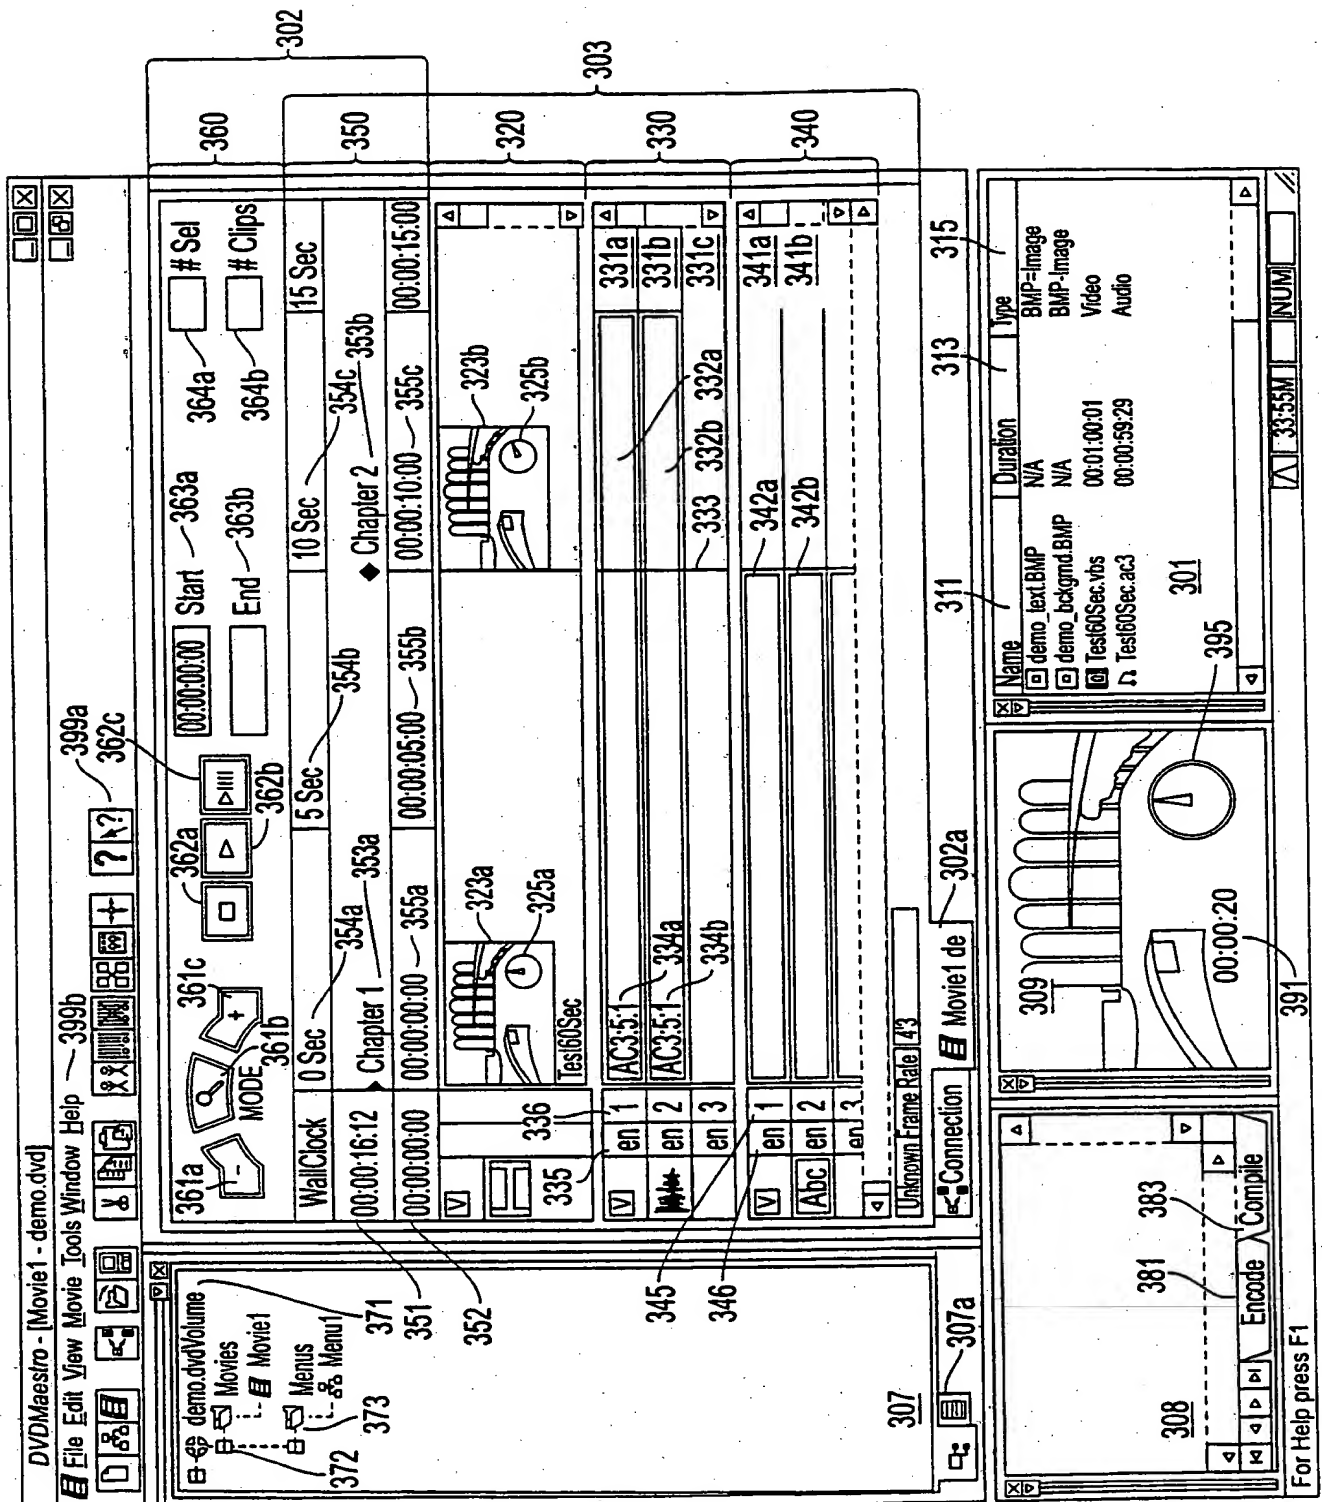 DVDMaestro - [Movie1 - demo.dvd]
File Edit View Movie Tools Window Help 399b
399a
361a
MODE
361b
361c
362a
362b
362c
00:00:00:00 Start 363a
End 363b
364a # Sel
364b # Clips
360
302
WallClock
0 Sec 354a
5 Sec 354b
10 Sec 354c
15 Sec
00:00:16:12
Chapter 1 353a
Chapter 2 353b
350
00:00:00:00
00:00:00:00 355a
00:00:05:00 355b
00:00:10:00 355c
00:00:15:00
303
351
352
V
323a
325a
Test60Sec
323b
325b
320
335
336
V en 1 AC3:5:1 334a
331a
en 2 AC3:5:1 334b
331b
en 3
331c
332a
332b
333
330
V en 1
342a
341a
Abc en 2
342b
341b
en 3
340
345
346
Unknown Frame Rate 4'3
Connection
Movie1 de
302a
demo.dvdVolume
Movies
Movie1
Menus
Menu1
371
372
373
307
307a
308
381
383
Encode
Compile
309
00:00:20
391
395
311
313
315
Name Duration Type
demo_text.BMP N/A BMP=Image
demo_bckgmd.BMP N/A BMP-Image
Test60Sec.vbs 00:01:00:01 Video
Test60Sec.ac3 00:00:59:29 Audio
301
For Help press F1
33:55M
NUM